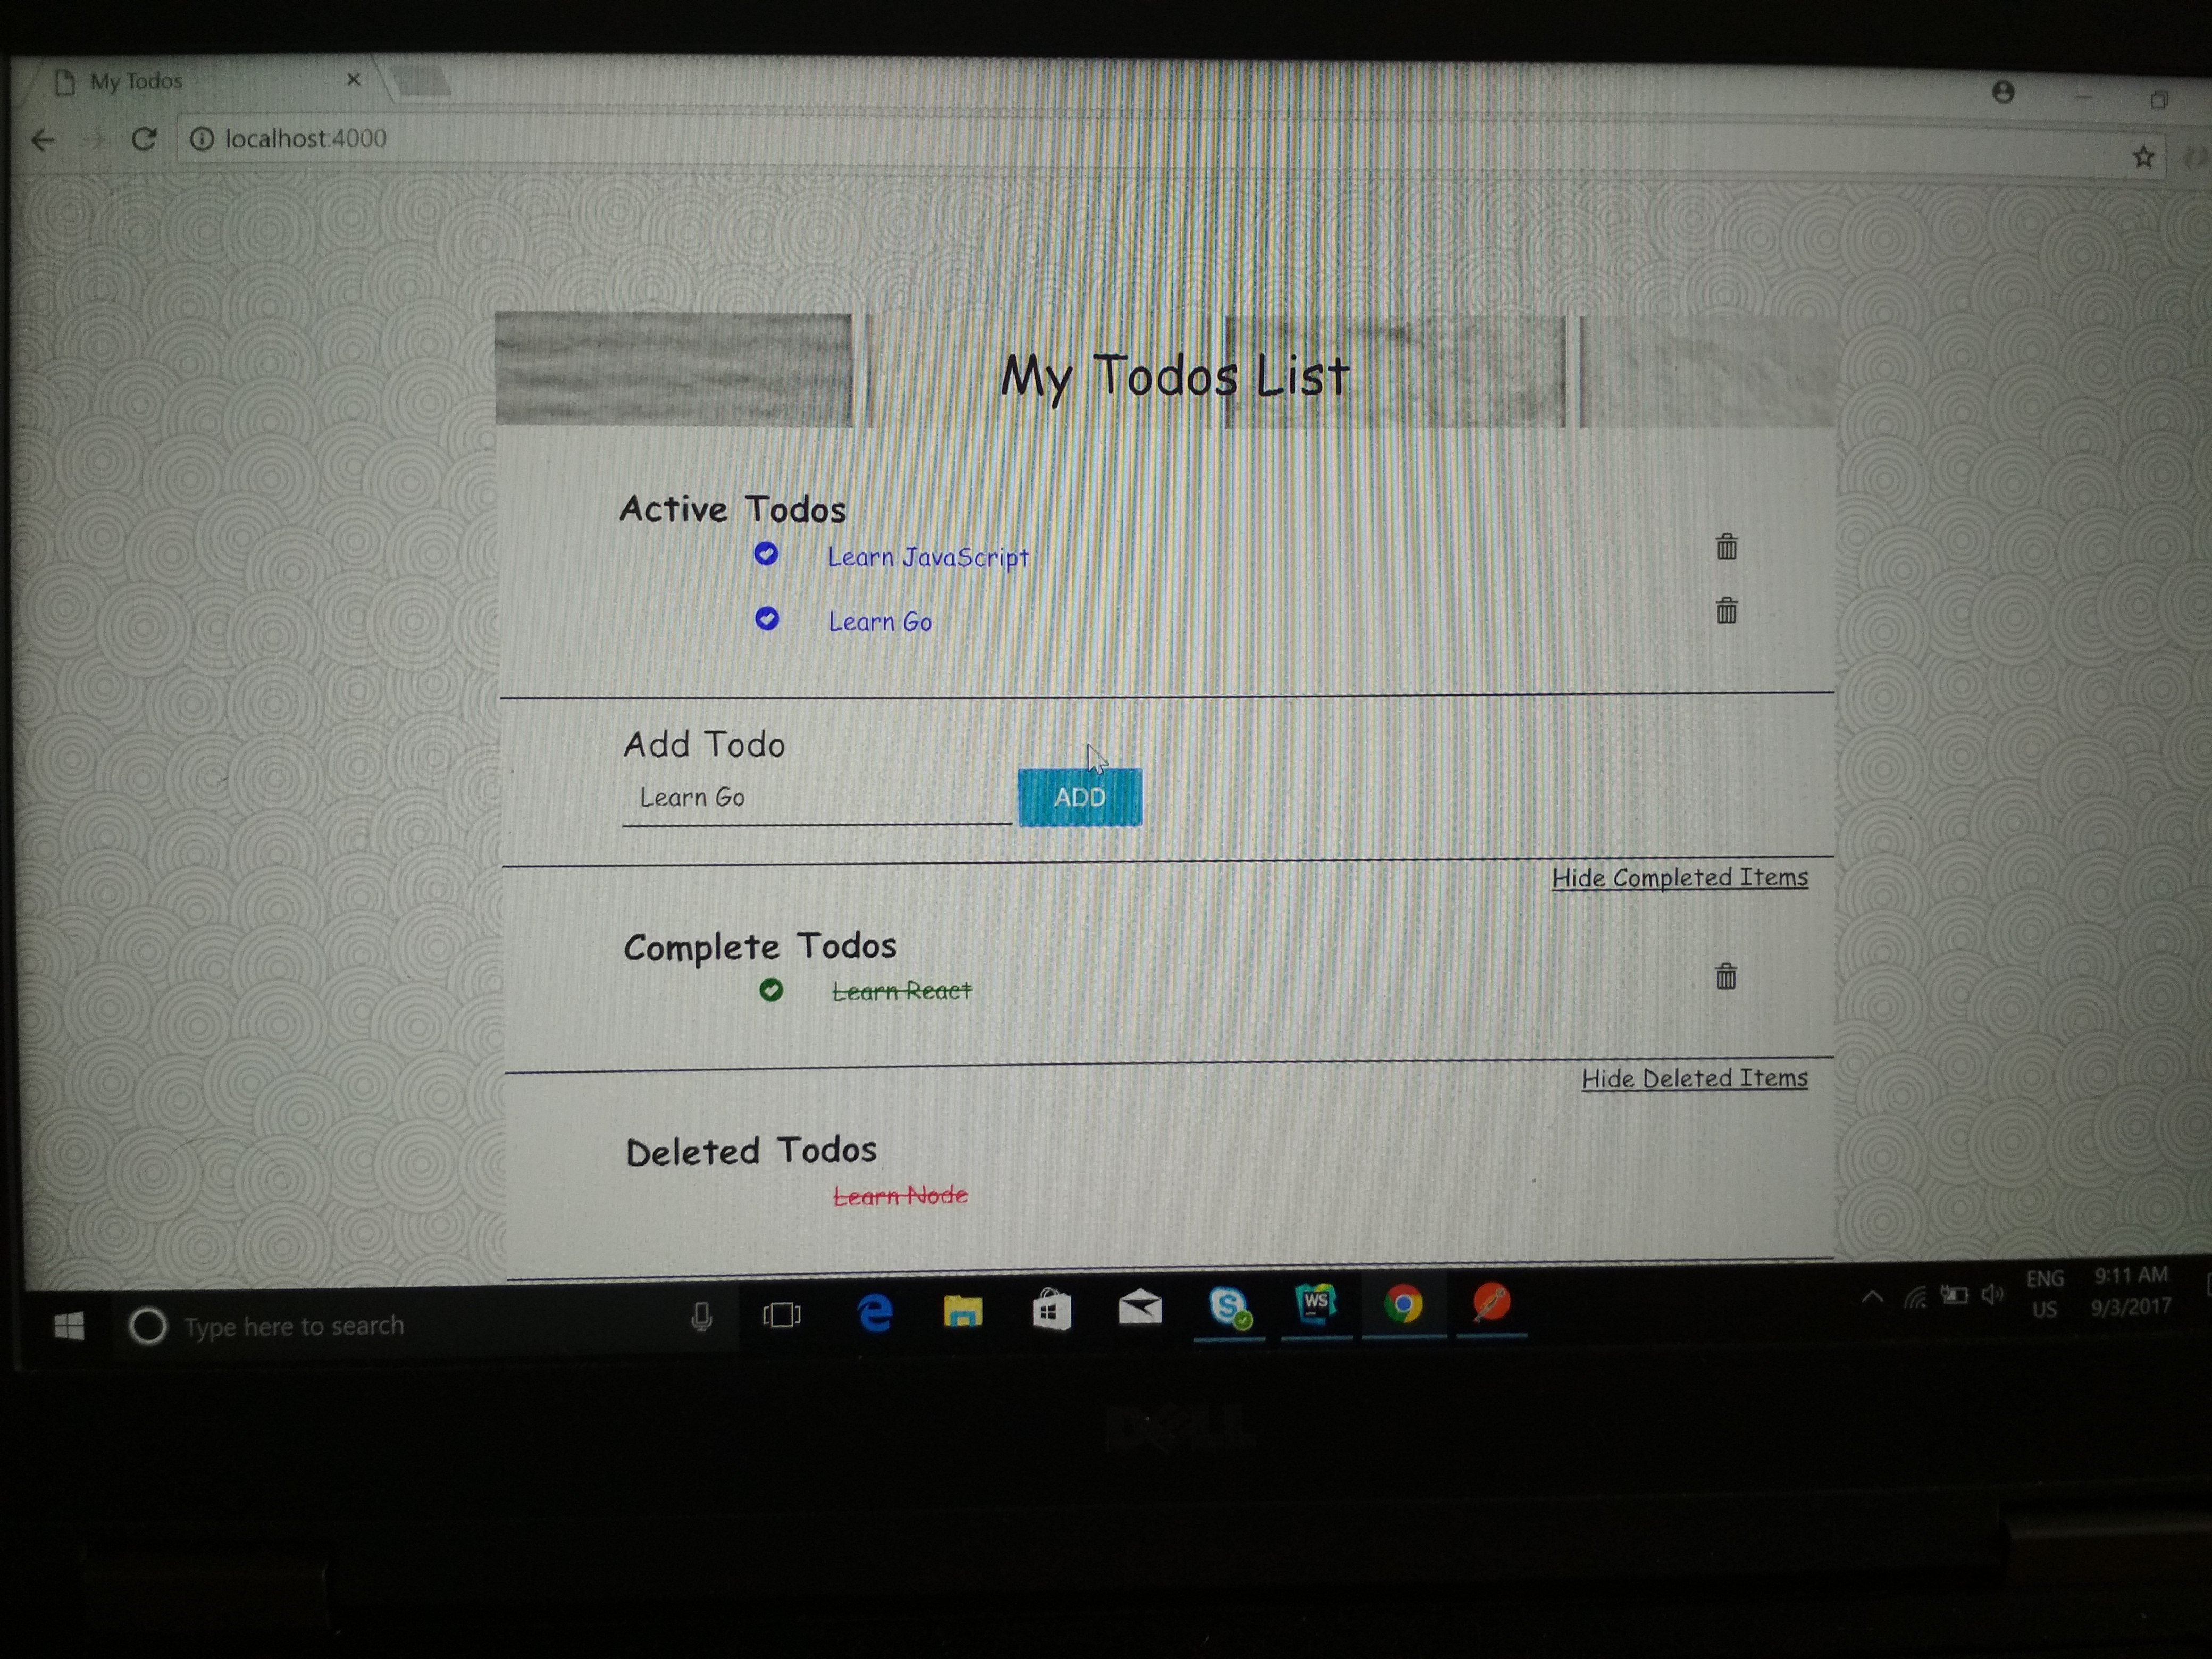 My Todos
localhost:4000
My Todos List
Active Todos
Learn JavaScript
Learn Go
Add Todo
Learn Go
ADD
Hide Completed Items
Complete Todos
Learn React
Hide Deleted Items
Deleted Todos
Learn Node
Type here to search
WS
ENG
US
9:11 AM
9/3/2017
DELL